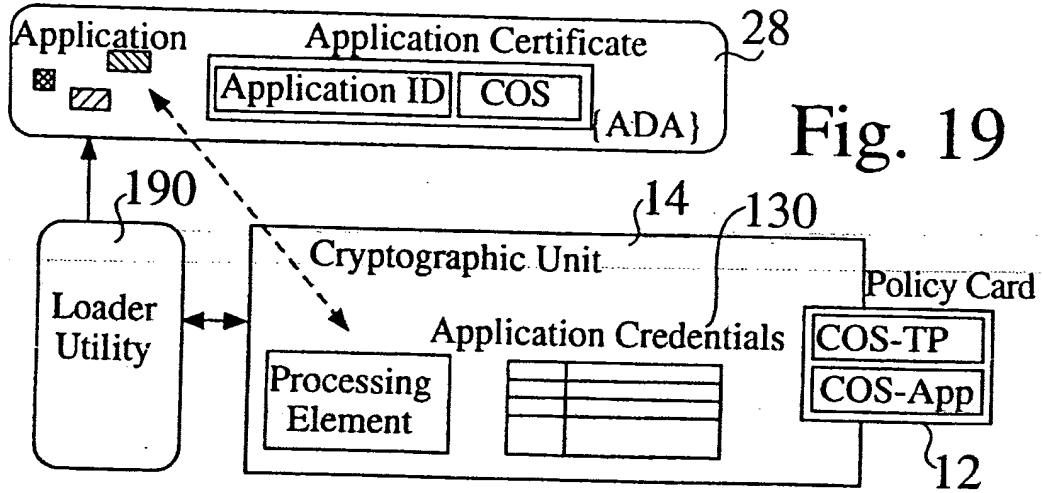 Application
Application Certificate
28
Application ID
COS
{ADA}
Fig. 19
190
14
130
Cryptographic Unit
Policy Card
Loader
Utility
Application Credentials
COS-TP
COS-App
Processing
Element
12